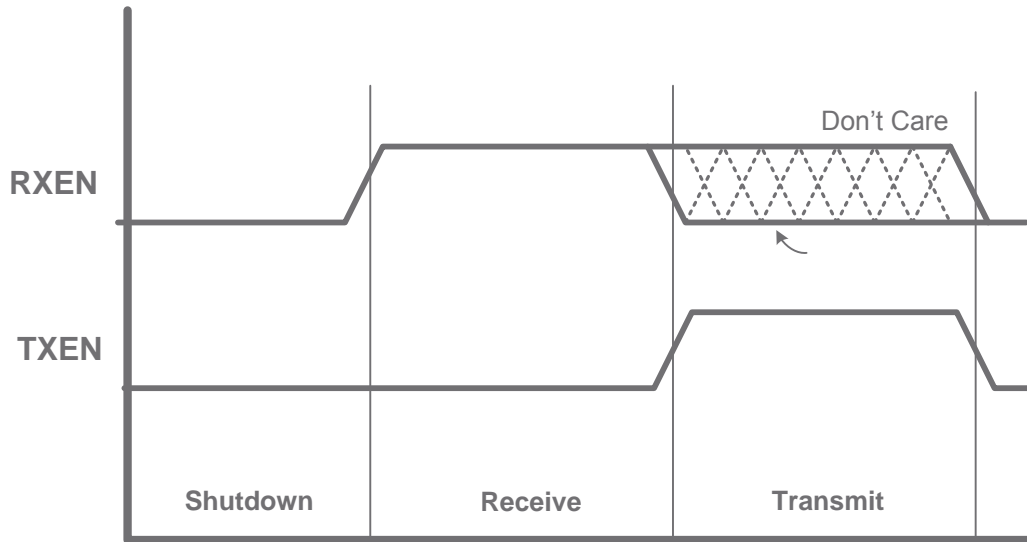 Don't Care
RXEN
TXEN
Shutdown
Receive
Transmit